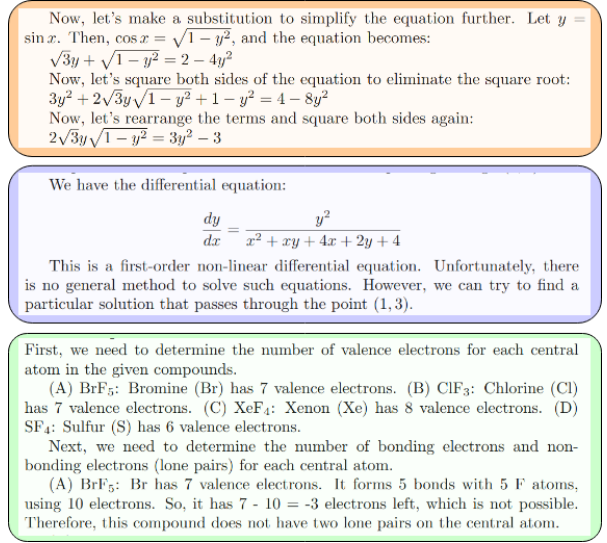 Now, let's make a substitution to simplify the equation further. Let y =
sin x. Then, cos x = √(1 − y²), and the equation becomes:
√3y + √(1 − y²) = 2 − 4y²
Now, let's square both sides of the equation to eliminate the square root:
3y² + 2√3y√(1 − y²) + 1 − y² = 4 − 8y²
Now, let's rearrange the terms and square both sides again:
2√3y√(1 − y²) = 3y² − 3
We have the differential equation:
dy/dx = y²/(x² + xy + 4x + 2y + 4)
This is a first-order non-linear differential equation. Unfortunately, there
is no general method to solve such equations. However, we can try to find a
particular solution that passes through the point (1, 3).
First, we need to determine the number of valence electrons for each central
atom in the given compounds.
(A) BrF₅: Bromine (Br) has 7 valence electrons. (B) ClF₃: Chlorine (Cl)
has 7 valence electrons. (C) XeF₄: Xenon (Xe) has 8 valence electrons. (D)
SF₄: Sulfur (S) has 6 valence electrons.
Next, we need to determine the number of bonding electrons and non-
bonding electrons (lone pairs) for each central atom.
(A) BrF₅: Br has 7 valence electrons. It forms 5 bonds with 5 F atoms,
using 10 electrons. So, it has 7 - 10 = -3 electrons left, which is not possible.
Therefore, this compound does not have two lone pairs on the central atom.